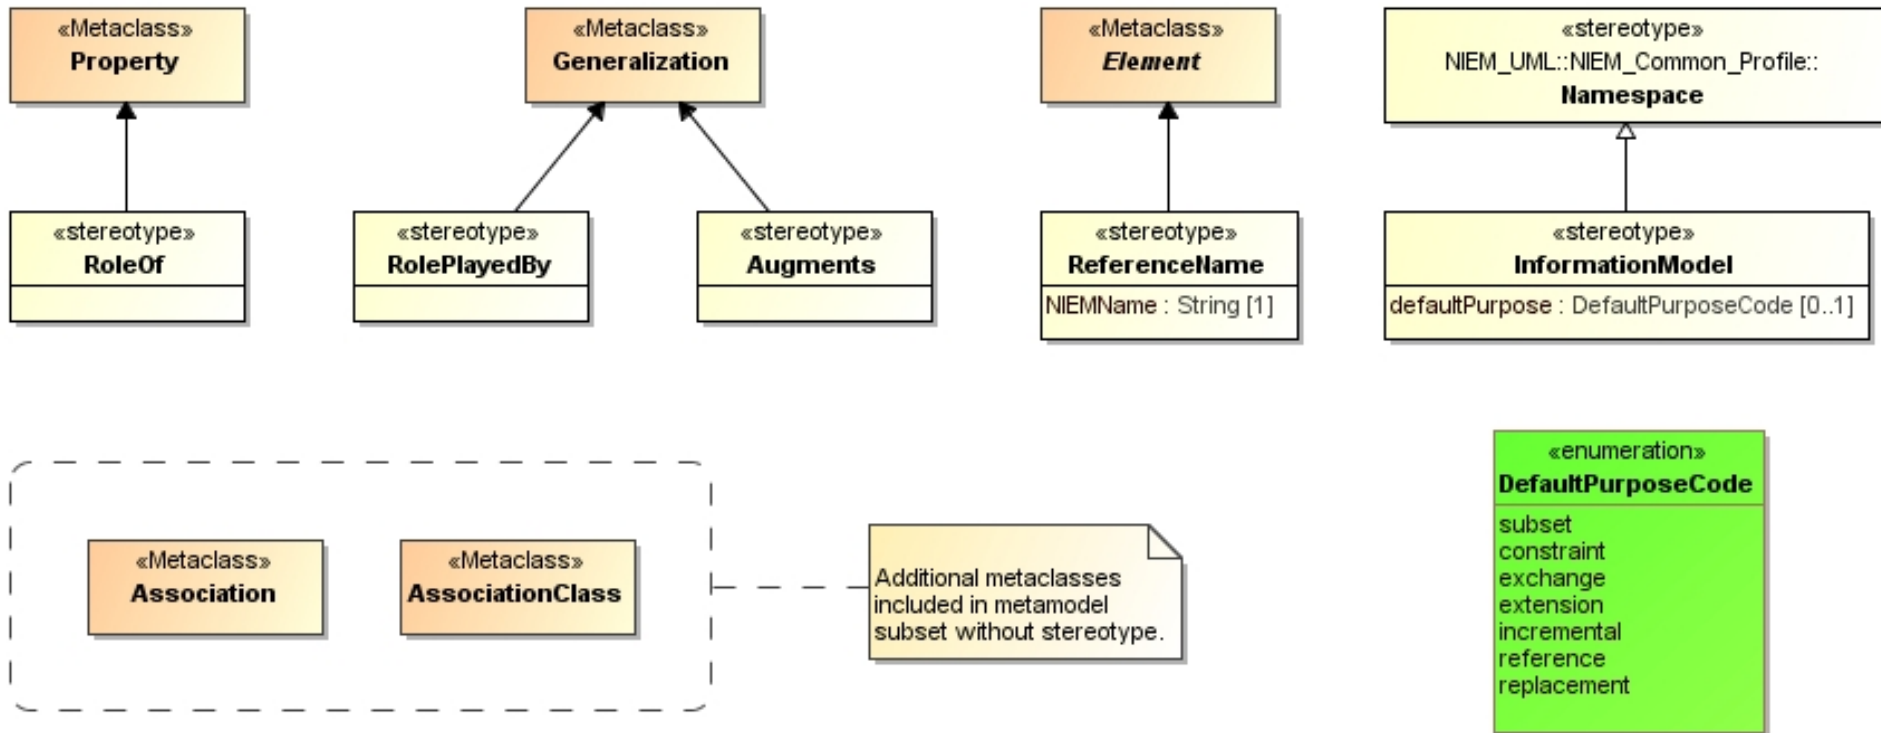 «Metaclass»
Property
«Metaclass»
Generalization
«Metaclass»
Element
«stereotype»
NIEM_UML::NIEM_Common_Profile::
Namespace
«stereotype»
RoleOf
«stereotype»
RolePlayedBy
«stereotype»
Augments
«stereotype»
ReferenceName
NIEMName : String [1]
«stereotype»
InformationModel
defaultPurpose : DefaultPurposeCode [0..1]
«Metaclass»
Association
«Metaclass»
AssociationClass
Additional metaclasses
included in metamodel
subset without stereotype.
«enumeration»
DefaultPurposeCode
subset
constraint
exchange
extension
incremental
reference
replacement